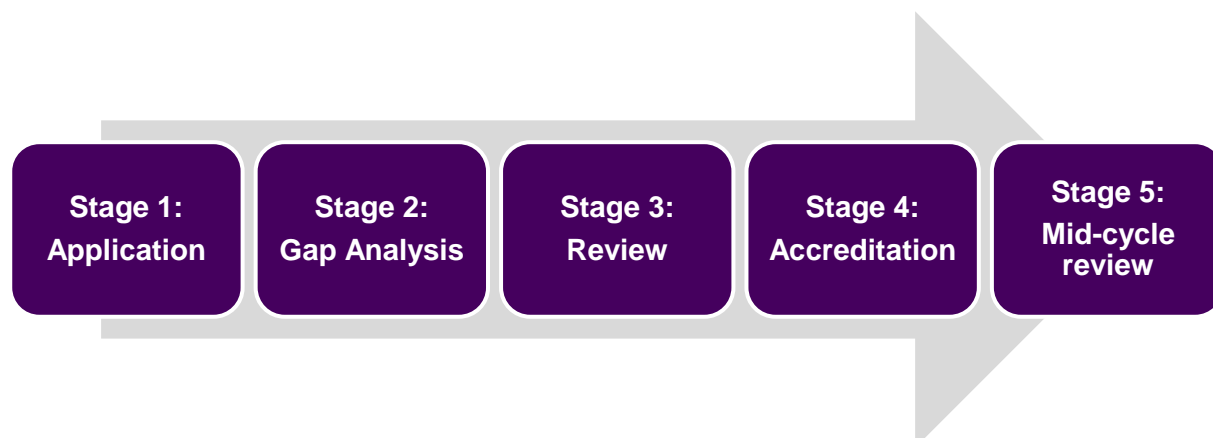 Stage 1:
Application
Stage 2:
Gap Analysis
Stage 3:
Review
Stage 4:
Accreditation
Stage 5:
Mid-cycle
review